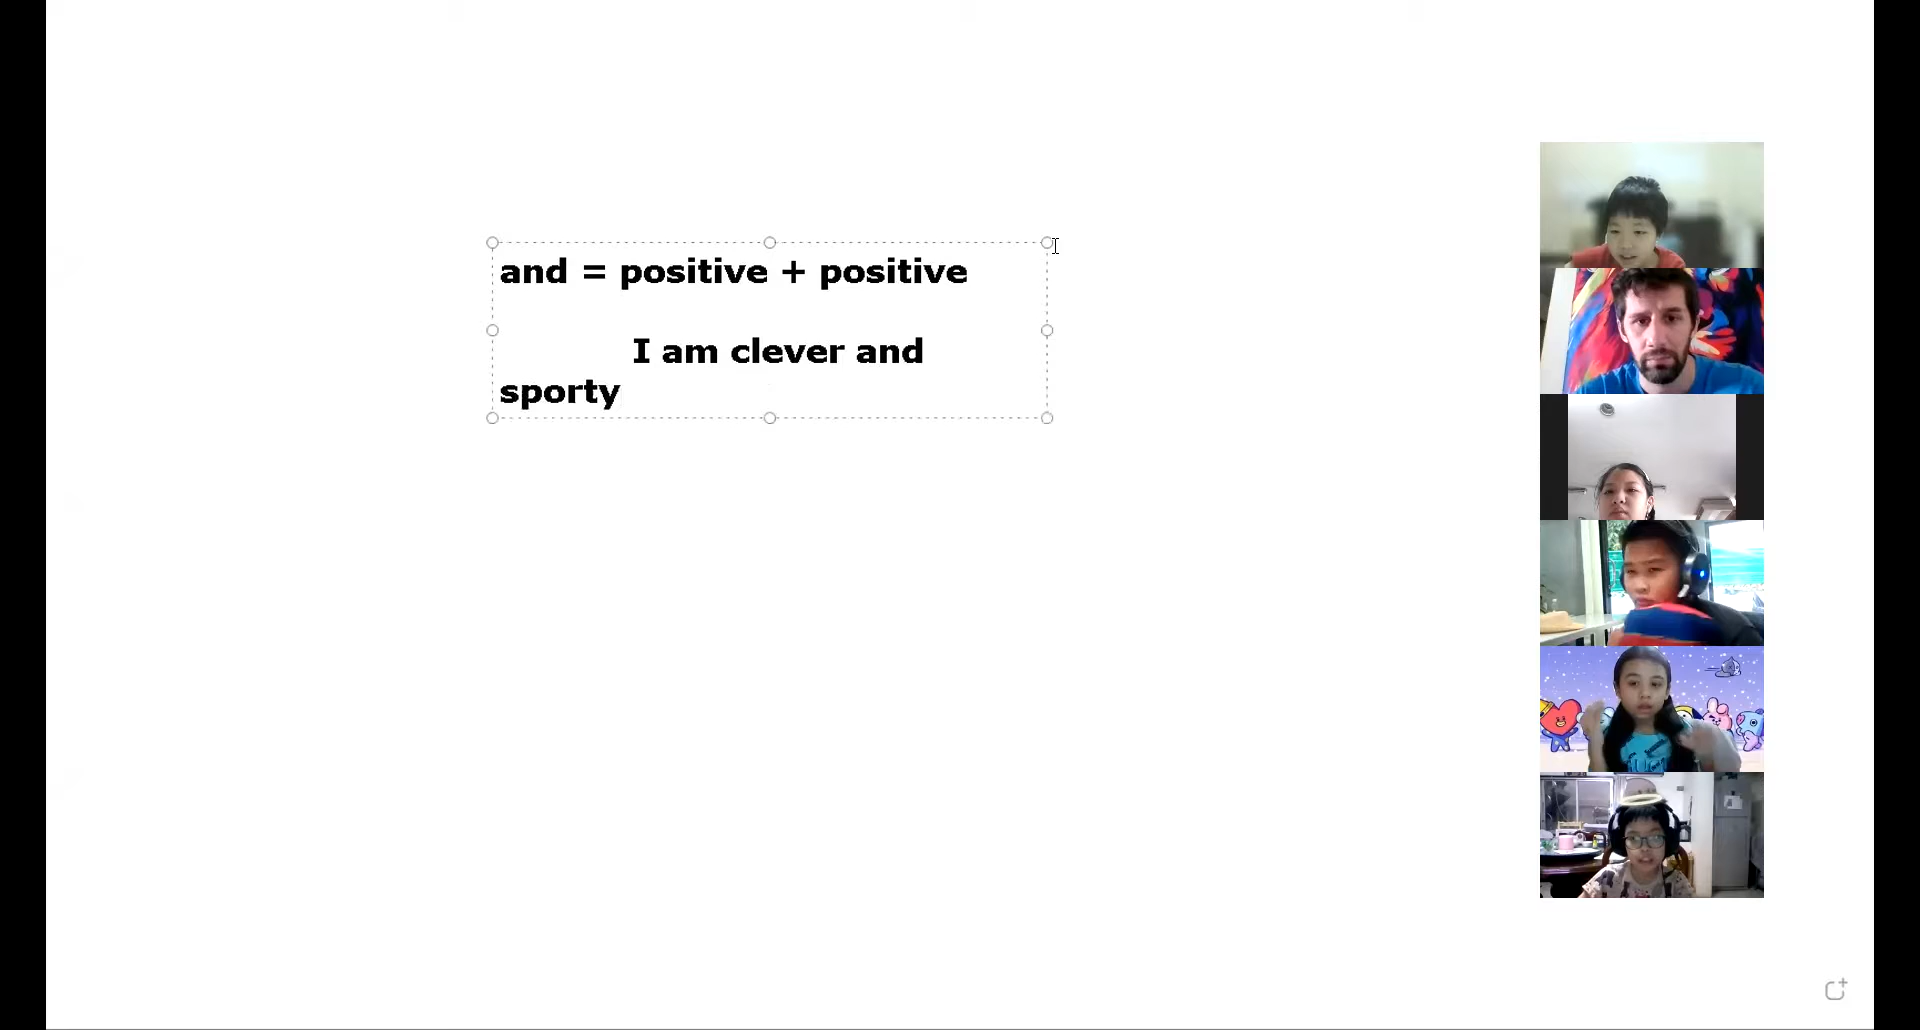 and = positive + positive
I am clever and
sporty